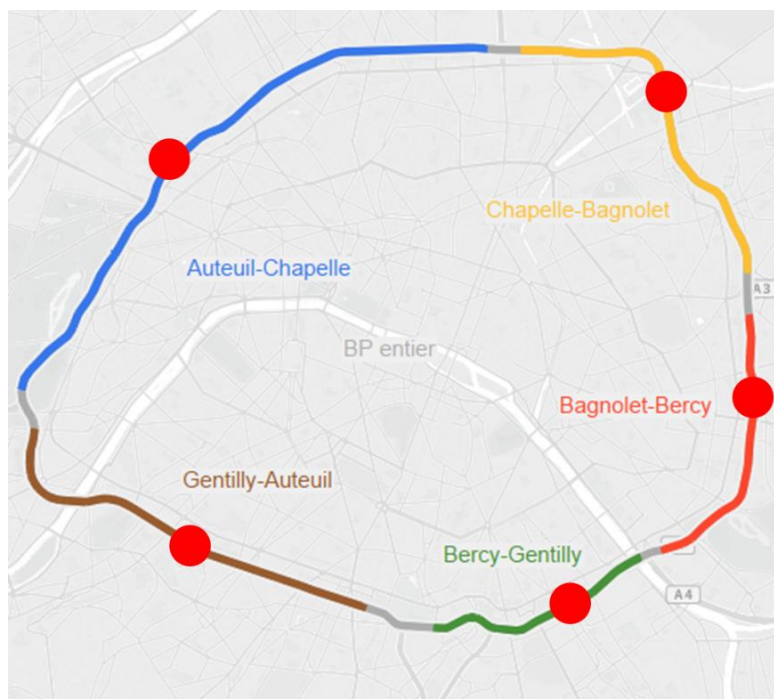 Chapelle-Bagnolet
Auteuil-Chapelle
A3
BP entier
Bagnolet-Bercy
Gentilly-Auteuil
Bercy-Gentilly
A4